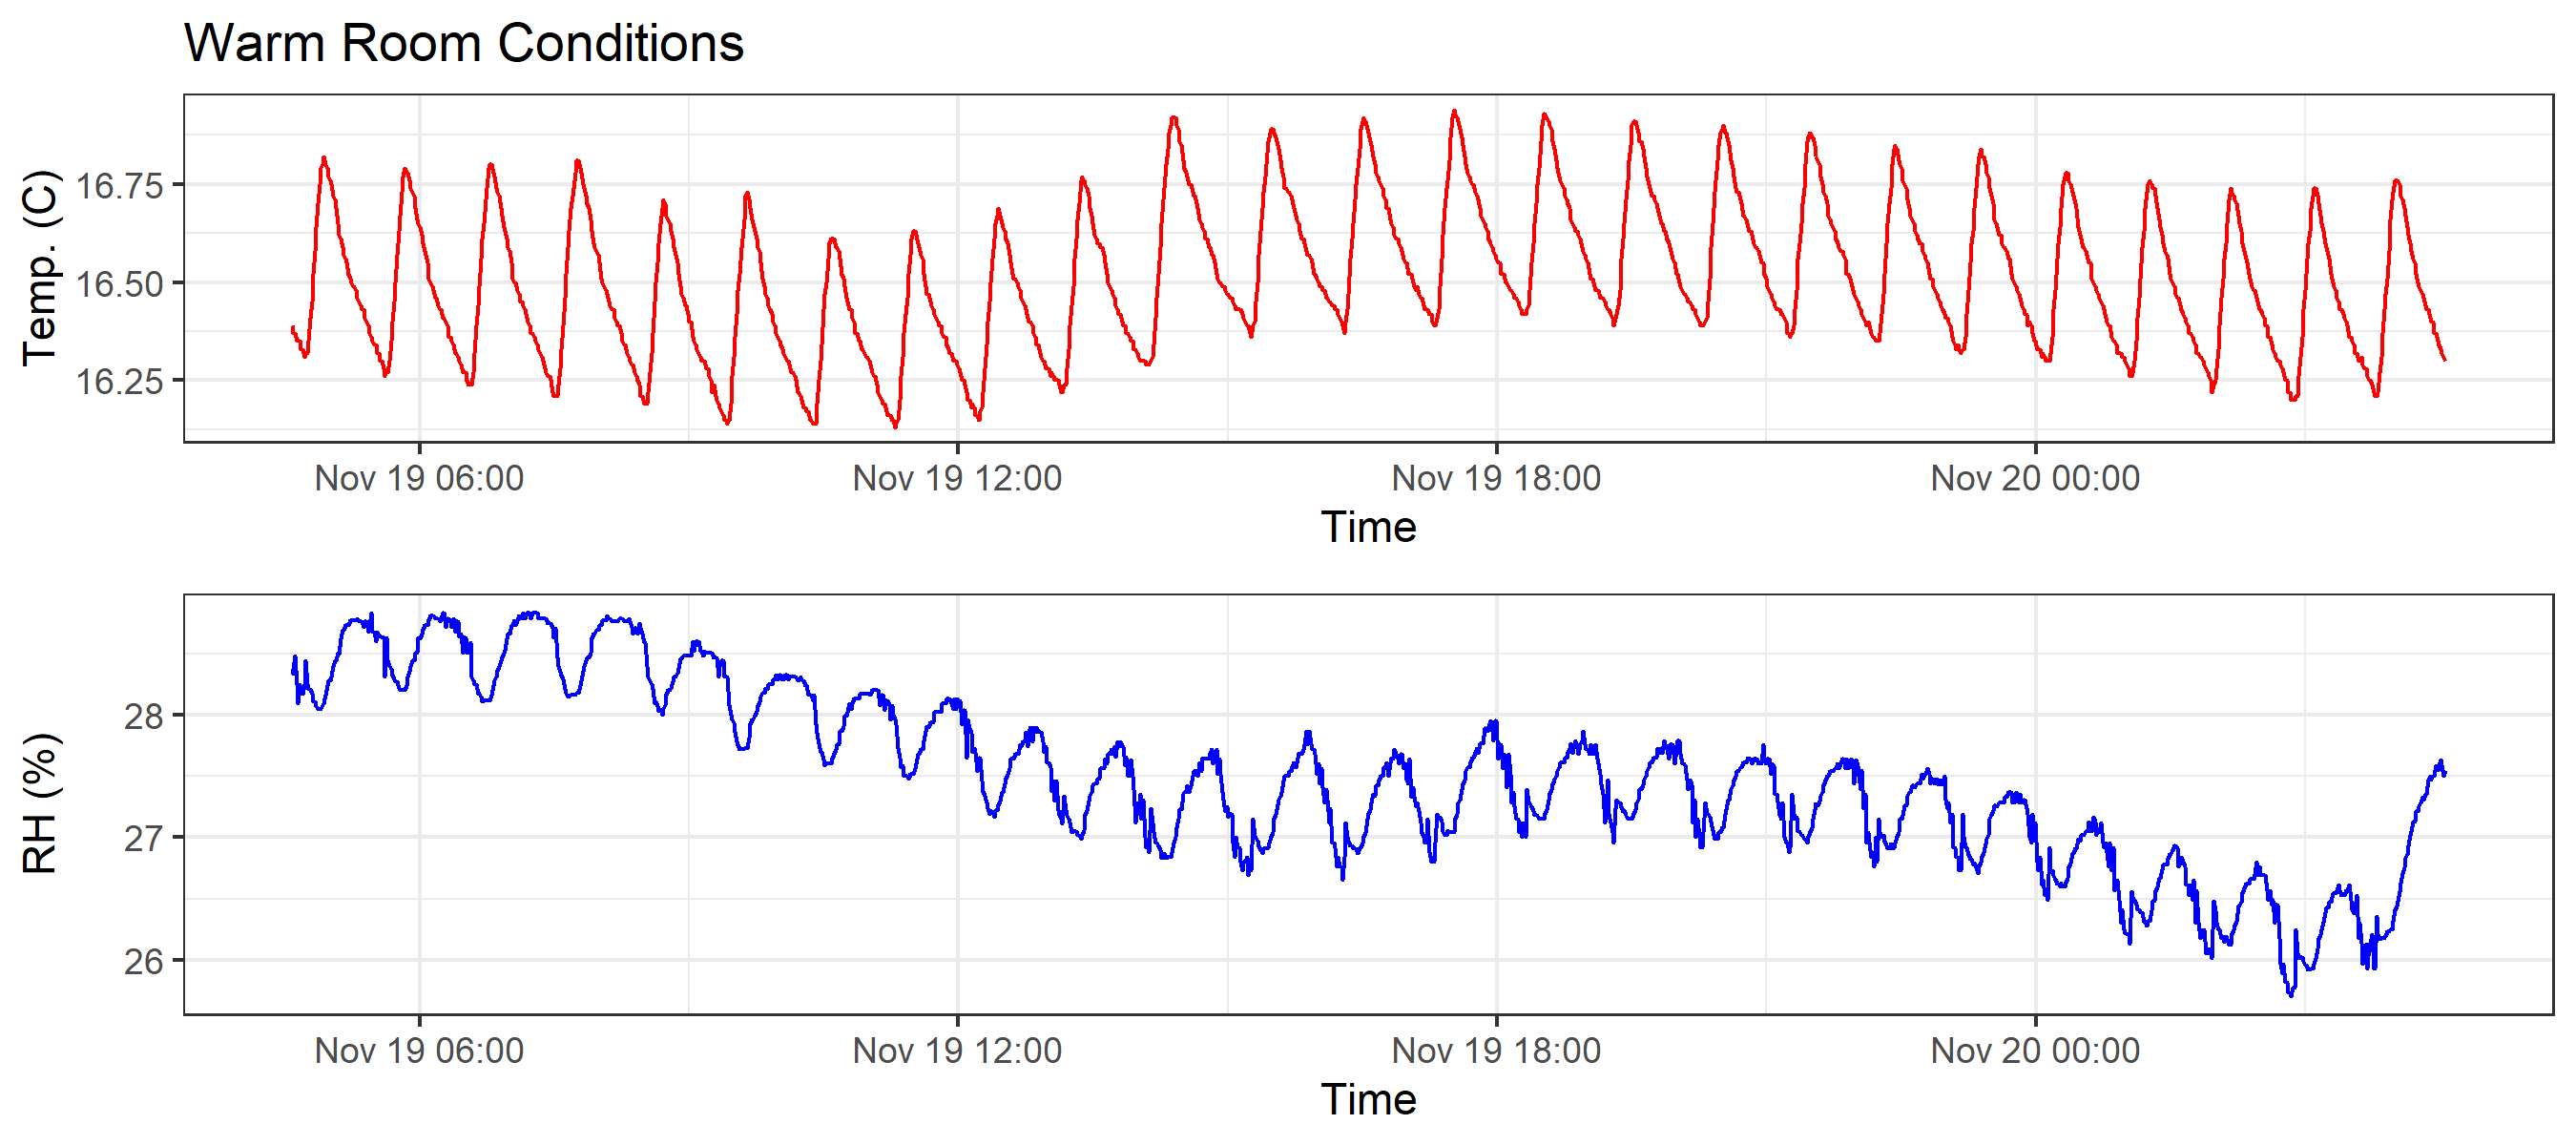 Warm Room Conditions
Temp. (C)
16.75
16.50
16.25
Nov 19 06:00 Nov 19 12:00 Nov 19 18:00 Nov 20 00:00
Time
RH (%)
28
27
26
Nov 19 06:00 Nov 19 12:00 Nov 19 18:00 Nov 20 00:00
Time